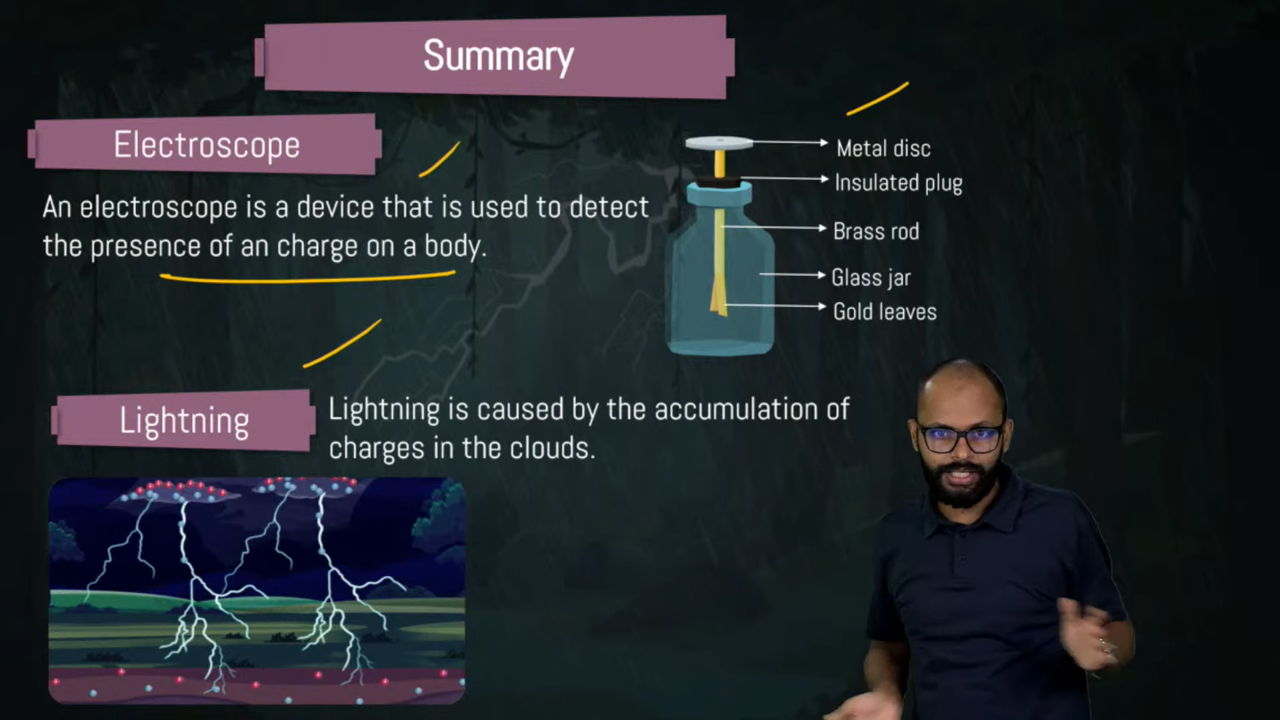 Summary
Electroscope
An electroscope is a device that is used to detect
the presence of an charge on a body.
Metal disc
Insulated plug
Brass rod
Glass jar
Gold leaves
Lightning
Lightning is caused by the accumulation of
charges in the clouds.